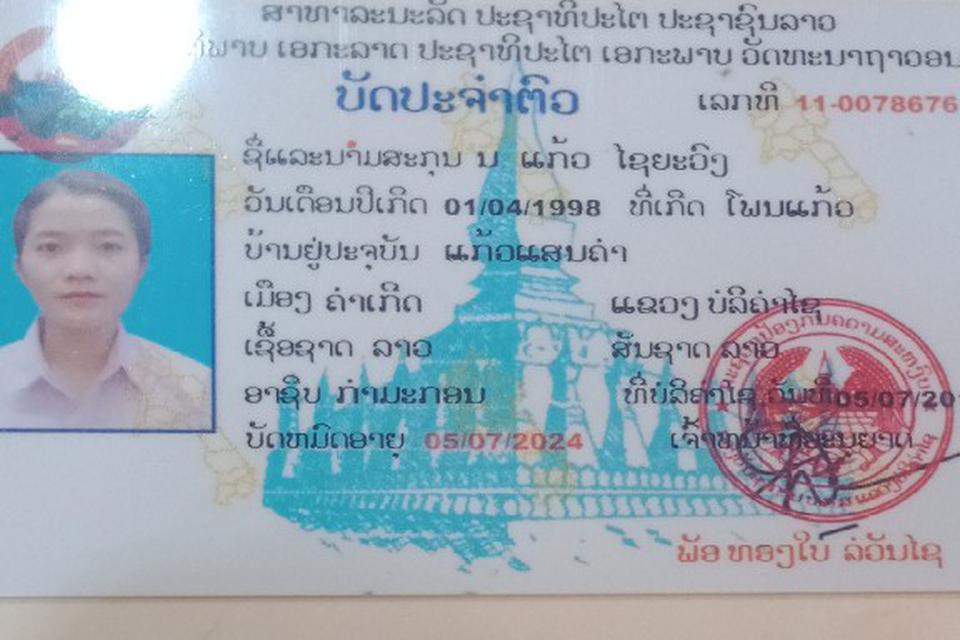 ສາທາລະນະລັດ ປະຊາທິປະໄຕ ປະຊາຊົນລາວ
ເອກະລາດ ປະຊາທິປະໄຕ ເອກະພາບ ວັດທະນາຖາວອນ
ບັດປະຈຳຕົວ
ເລກທີ 11-0078676
ຊື່ແລະນາມສະກຸນ ນ ແກ້ວ ໄຊຍະວົງ
ວັນເດືອນປີເກີດ 01/04/1998 ທີ່ເກີດ ໂພນແກ້ວ
ບ້ານຢູ່ປະຈຸບັນ ແກ້ວແສນຄຳ
ເມືອງ ຄຳເກີດ ແຂວງ ບໍລິຄຳໄຊ
ເຊື້ອຊາດ ລາວ ສັນຊາດ ລາວ
ອາຊີບ ກຳມະກອນ ທີ່ບໍລິຄຳໄຊ ວັນທີ 05/07/20
ບັດຫມົດອາຍຸ 05/07/2024 ເຈົ້າຫນ້າທີ່ອະນຸຍາດ
ພັອ ທອງໃບ ລໍວັນໄຊ